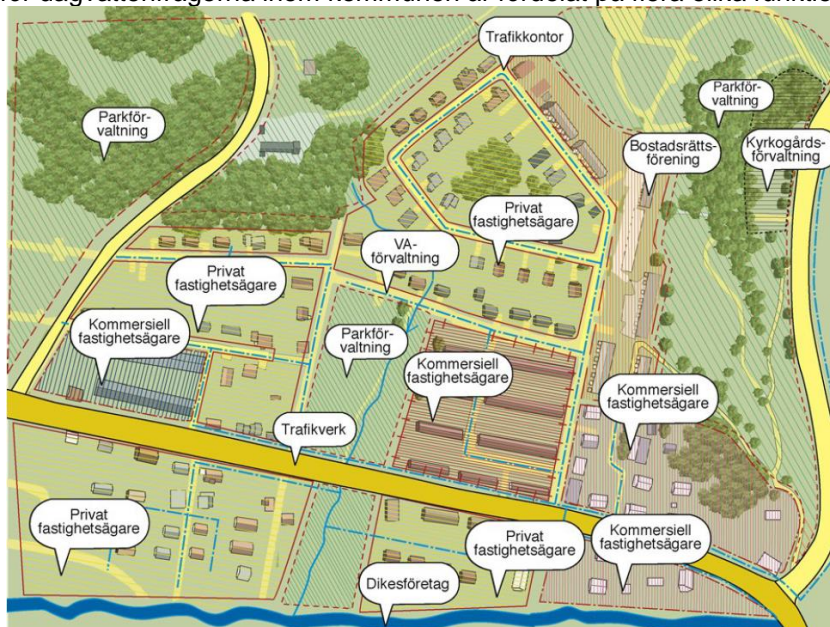 för dagvattenfrågorna inom kommunen är fördelat på flera olika
Trafikkontor
Parkför-
valtning
Parkför-
valtning
Bostadsrätts-
förening
Kyrkogårds-
förvaltning
Privat
fastighetsägare
VA-
förvaltning
Privat
fastighetsägare
Kommersiell
fastighetsägare
Parkför-
valtning
Kommersiell
fastighetsägare
Kommersiell
fastighetsägare
Trafikverk
Privat
fastighetsägare
Privat
fastighetsägare
Kommersiell
fastighetsägare
Dikesföretag